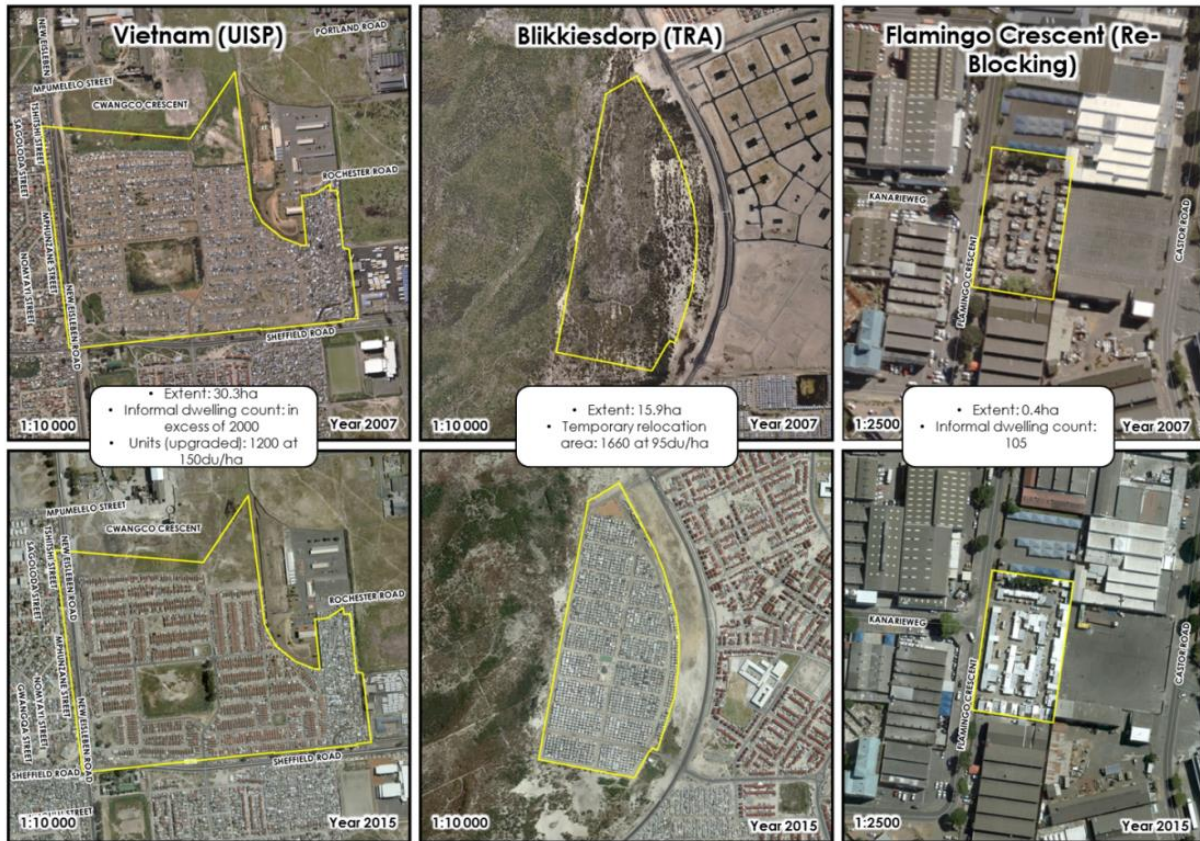 Vietnam (UISP)
NEW EISLEBEN
PORTLAND ROAD
MPUMELELO STREET
CWANGCO CRESCENT
TSHITSHI STREET
SAGOLODA STREET
ROCHESTER ROAD
MPHUNZANE STREET
NOMYAYI STREET
NEW EISLEBEN ROAD
SHEFFIELD ROAD
1:10 000
Year 2007
• Extent: 30.3ha
• Informal dwelling count: in
excess of 2000
• Units (upgraded): 1200 at
150du/ha
MPUMELELO STREET
CWANGCO CRESCENT
TSHITSHI STREET
SAGOLODA STREET
NEW EISLEBEN ROAD
ROCHESTER ROAD
MPHUNZANE STREET
NOMYAYI STREET
GWANGQA STREET
NEW EISLEBEN ROAD
SHEFFIELD ROAD
SHEFFIELD ROAD
STREET
1:10 000
Year 2015
Blikkiesdorp (TRA)
1:10 000
Year 2007
• Extent: 15.9ha
• Temporary relocation
area: 1660 at 95du/ha
1:10 000
Year 2015
Flamingo Crescent (Re-
Blocking)
KANARIEWEG
FLAMINGO CRESCENT
CASTOR ROAD
1:2500
Year 2007
• Extent: 0.4ha
• Informal dwelling count:
105
KANARIEWEG
FLAMINGO CRESCENT
CASTOR ROAD
1:2500
Year 2015